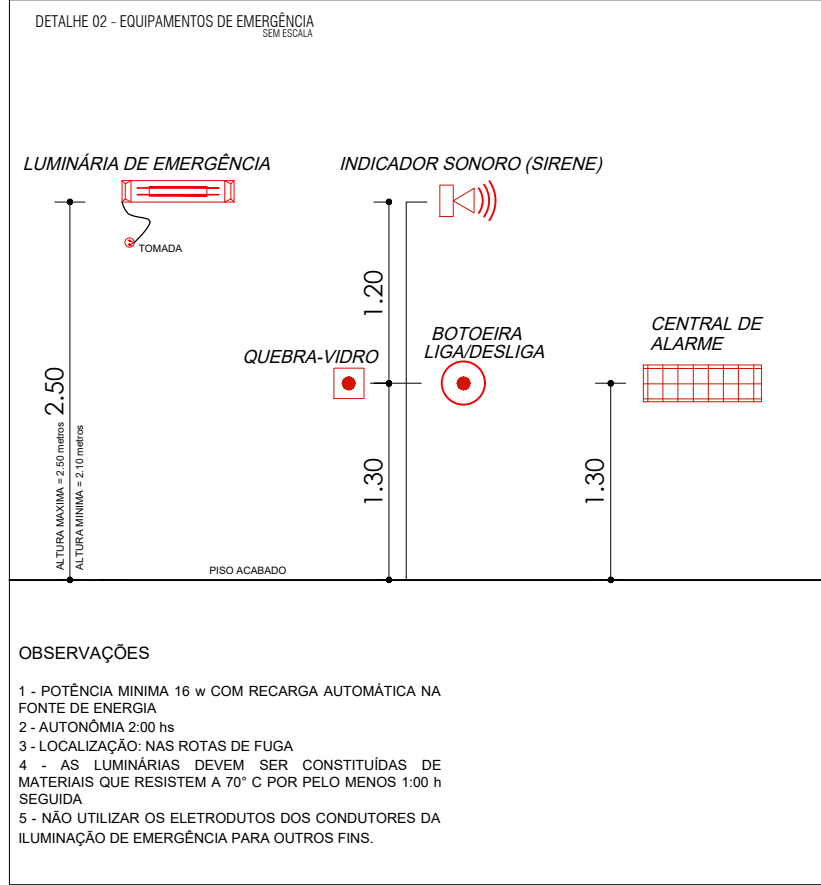 DETALHE 02 - EQUIPAMENTOS DE EMERGÊNCIA
SEM ESCALA
LUMINÁRIA DE EMERGÊNCIA
INDICADOR SONORO (SIRENE)
TOMADA
1.20
QUEBRA-VIDRO
BOTOEIRA
LIGA/DESLIGA
CENTRAL DE
ALARME
2.50
ALTURA MAXIMA = 2.50 metros
ALTURA MINIMA = 2.10 metros
1.30
1.30
PISO ACABADO
OBSERVAÇÕES
1 - POTÊNCIA MINIMA 16 w COM RECARGA AUTOMÁTICA NA
FONTE DE ENERGIA
2 - AUTONÔMIA 2:00 hs
3 - LOCALIZAÇÃO: NAS ROTAS DE FUGA
4 - AS LUMINÁRIAS DEVEM SER CONSTITUÍDAS DE
MATERIAIS QUE RESISTEM A 70° C POR PELO MENOS 1:00 h
SEGUIDA
5 - NÃO UTILIZAR OS ELETRODUTOS DOS CONDUTORES DA
ILUMINAÇÃO DE EMERGÊNCIA PARA OUTROS FINS.